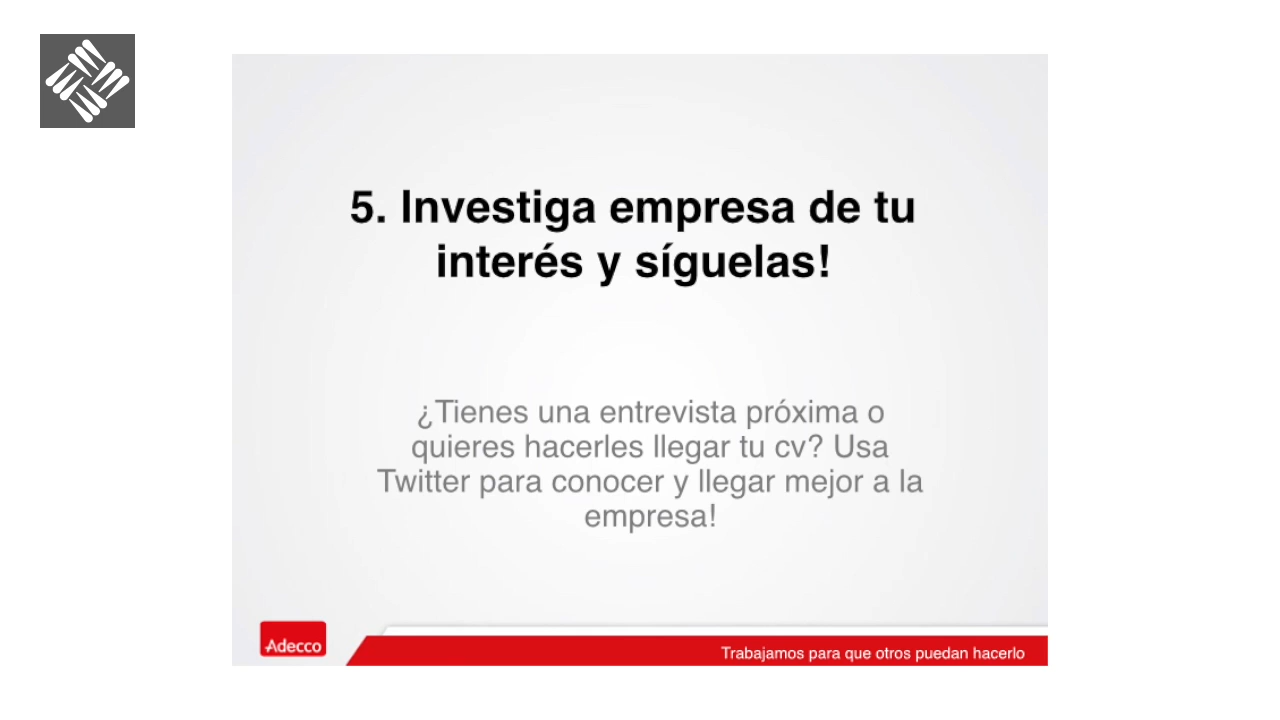 5. Investiga empresa de tu
interés y síguelas!
¿Tienes una entrevista próxima o
quieres hacerles llegar tu cv? Usa
Twitter para conocer y llegar mejor a la
empresa!
Adecco
Trabajamos para que otros puedan hacerlo